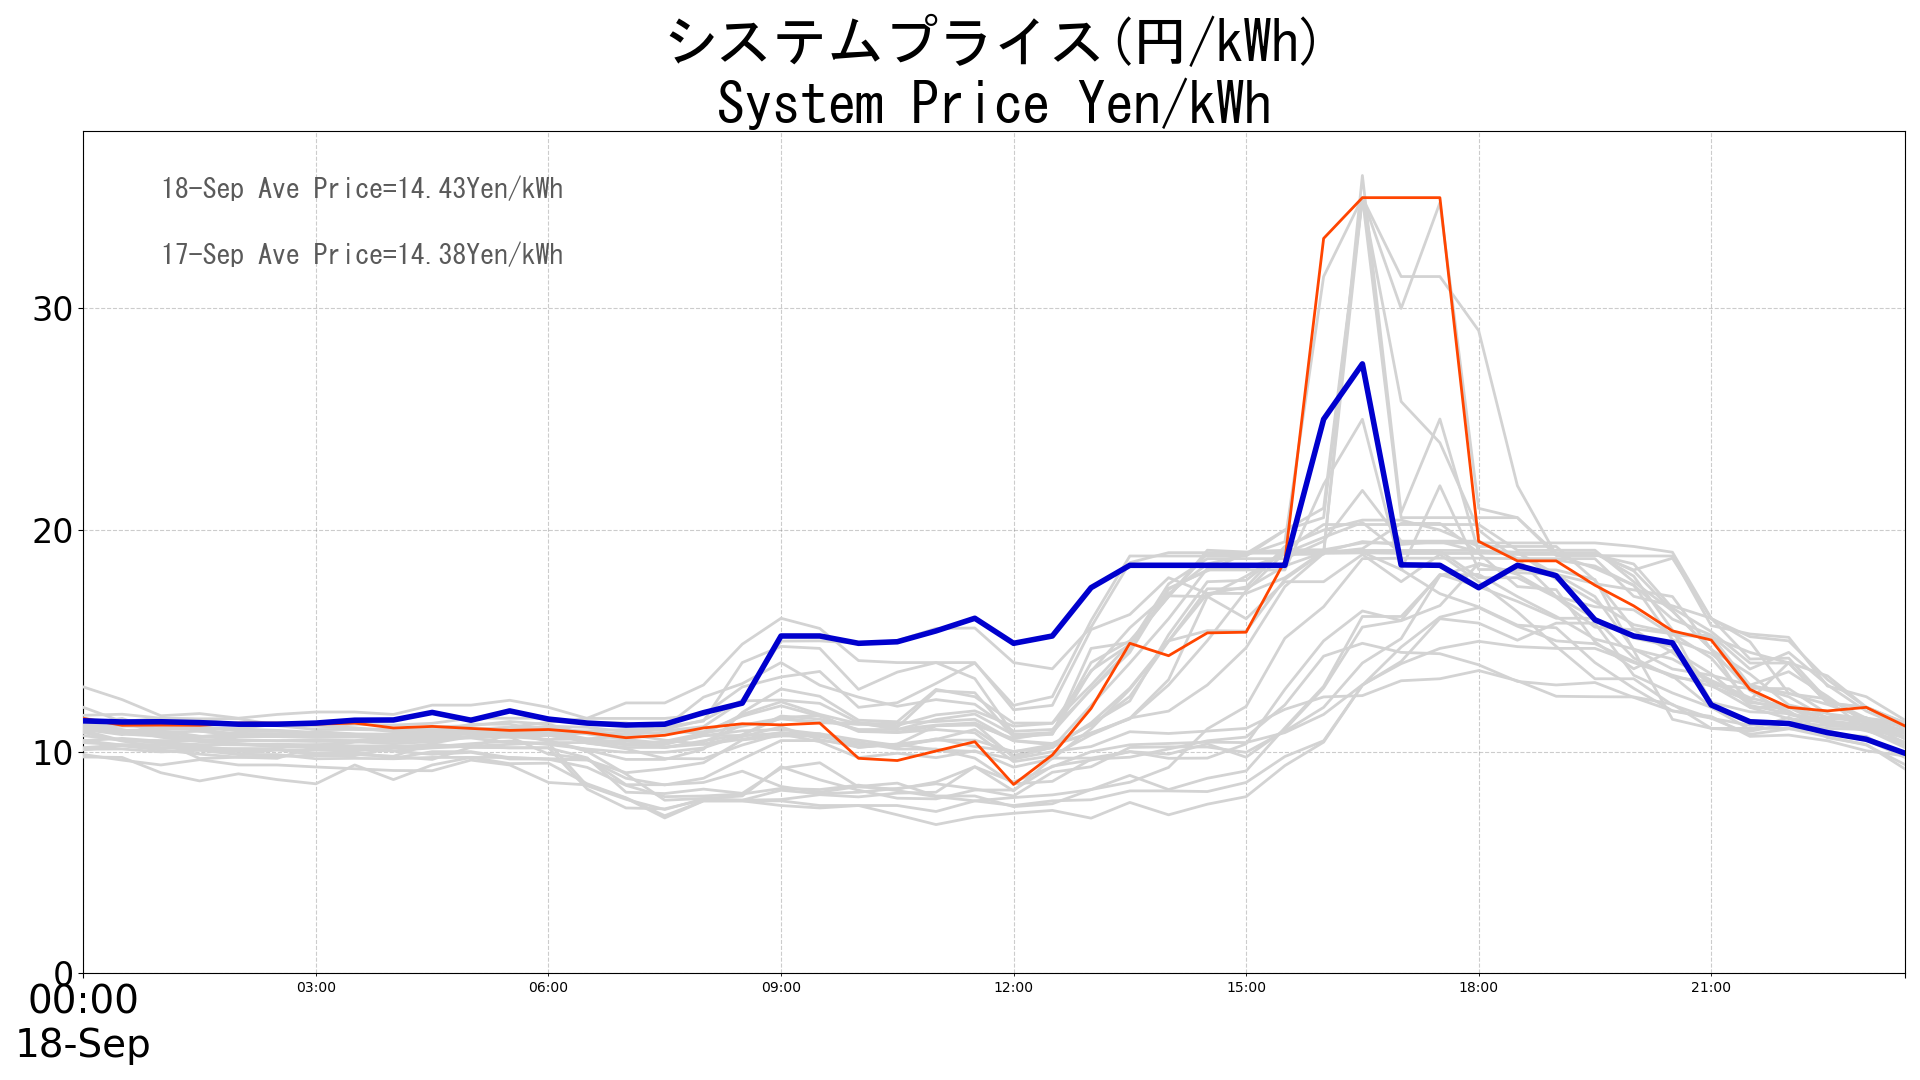 システムプライス(円/kWh)
System Price Yen/kWh
18-Sep Ave Price=14.43Yen/kWh
17-Sep Ave Price=14.38Yen/kWh
30
20
10
0
00:00 03:00 06:00 09:00 12:00 15:00 18:00 21:00
18-Sep